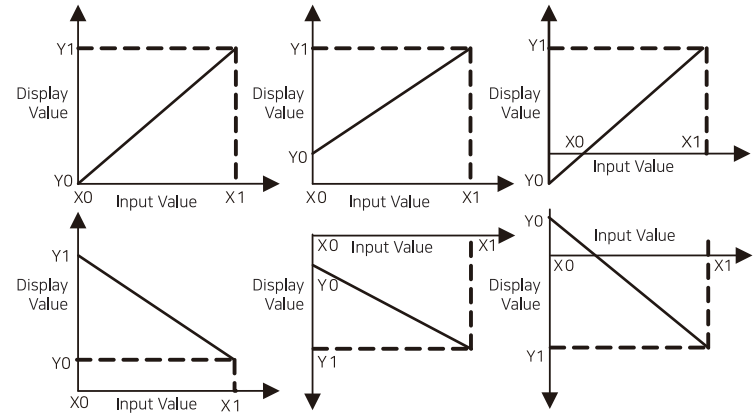 Y1
Display
Value
Y0
X0
Input Value
X1
Y1
Display
Value
Y0
X0
Input Value
X1
Y1
Display
Value
X0
X1
Input Value
Y0
Y1
Display
Value
Y0
X0
Input Value
X1
X0
Input Value
X1
Display
Value
Y0
Y1
Y0
Input Value
X0
X1
Display
Value
Y1